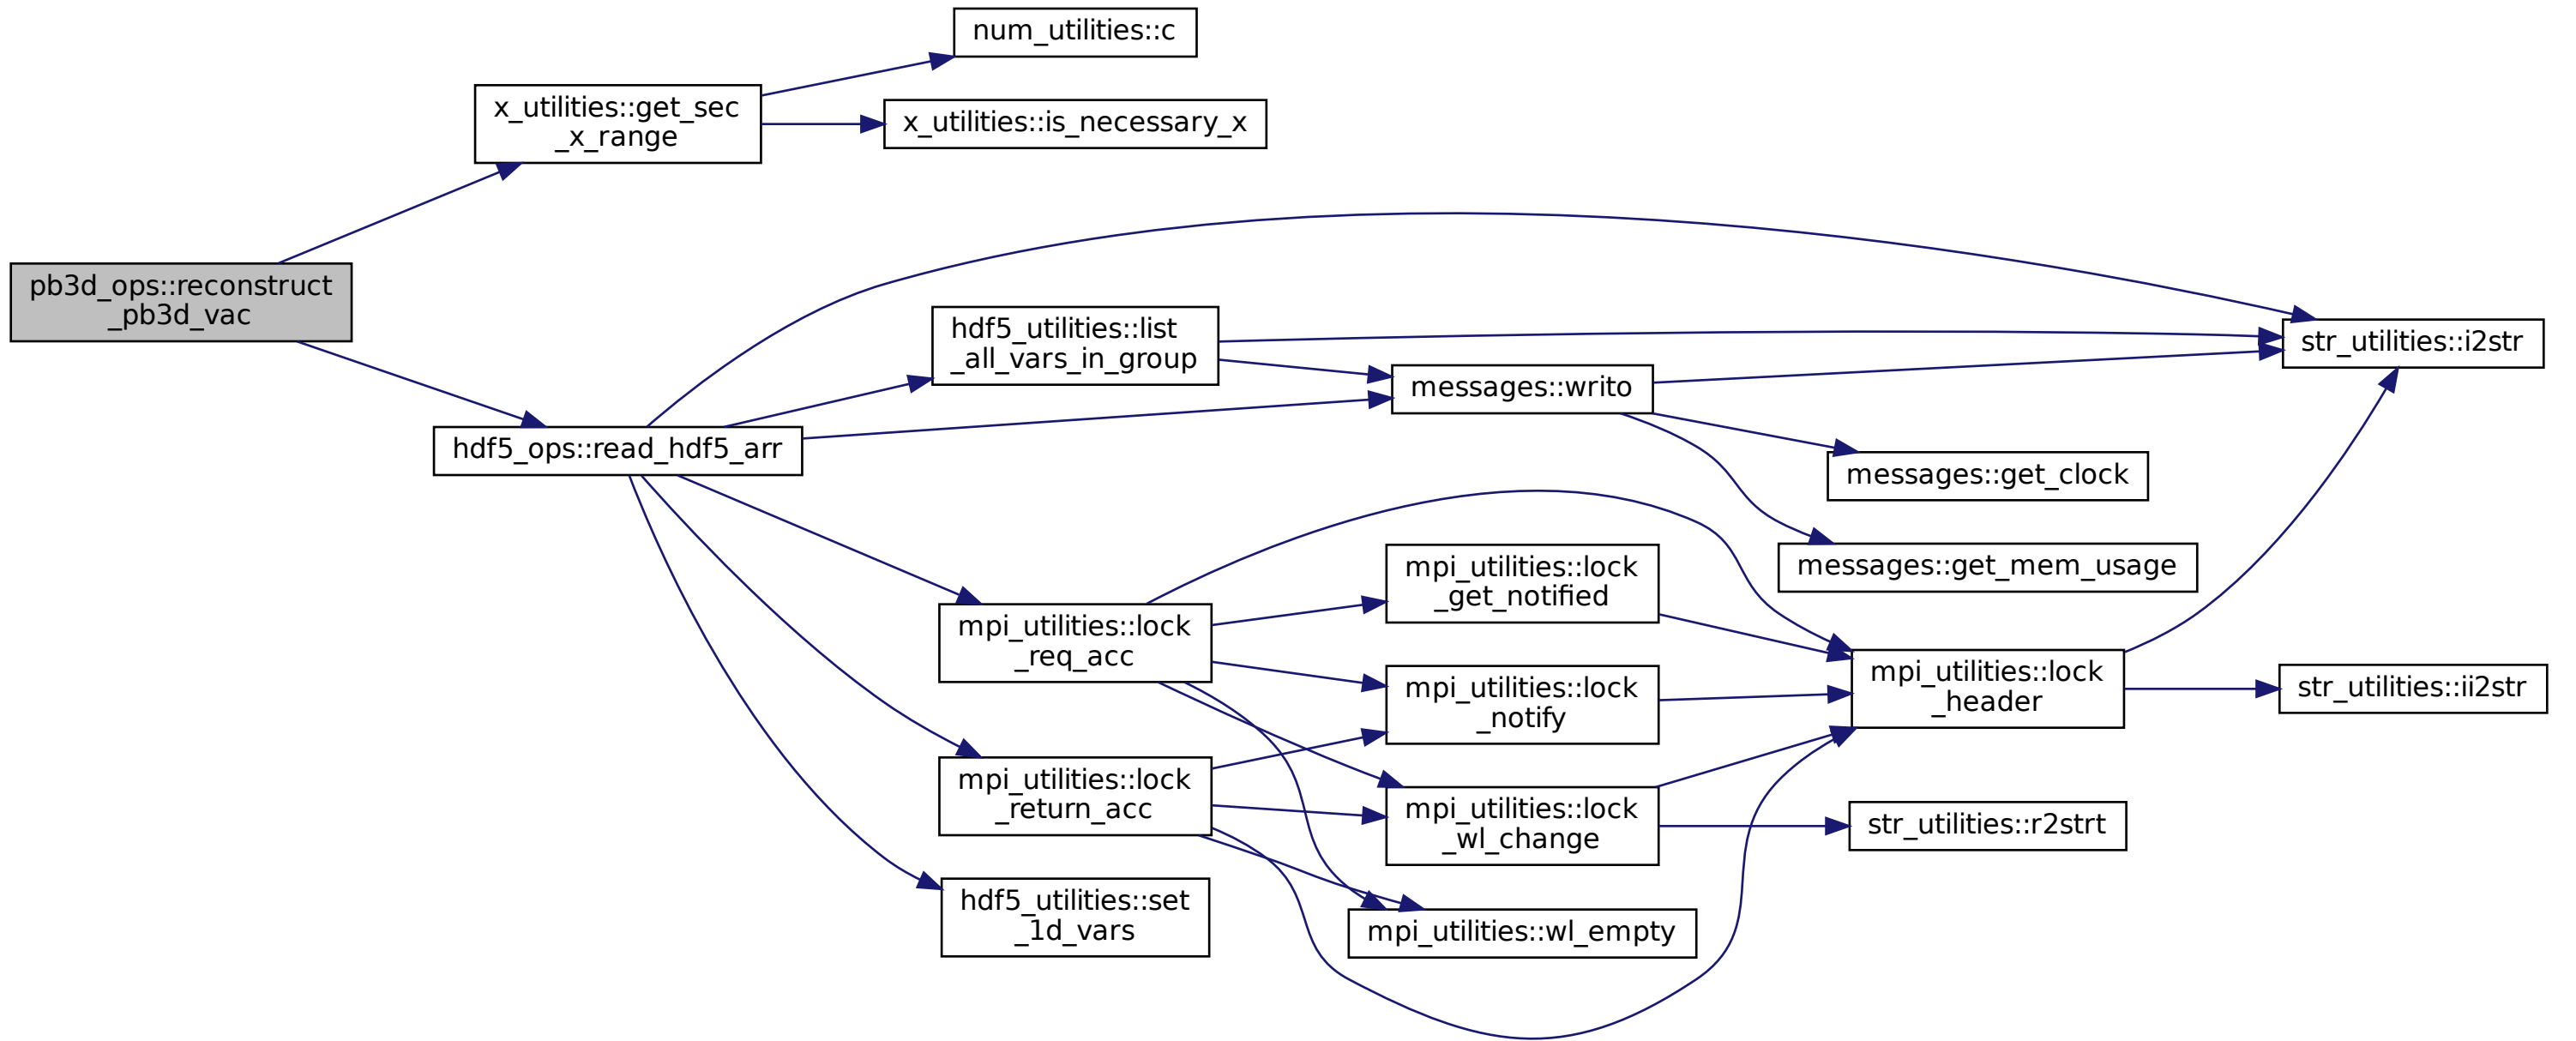 num_utilities::c
x_utilities::get_sec
_x_range
x_utilities::is_necessary_x
pb3d_ops::reconstruct
_pb3d_vac
hdf5_utilities::list
_all_vars_in_group
str_utilities::i2str
messages::writo
hdf5_ops::read_hdf5_arr
messages::get_clock
messages::get_mem_usage
mpi_utilities::lock
_get_notified
mpi_utilities::lock
_req_acc
mpi_utilities::lock
_notify
mpi_utilities::lock
_header
str_utilities::ii2str
mpi_utilities::lock
_return_acc
mpi_utilities::lock
_wl_change
str_utilities::r2strt
hdf5_utilities::set
_1d_vars
mpi_utilities::wl_empty